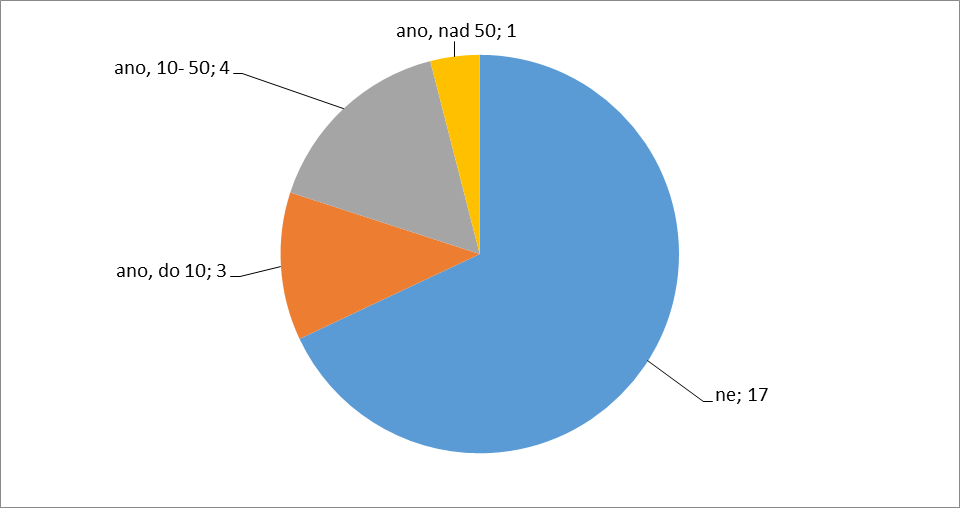 ano, nad 50; 1
ano, 10- 50; 4
ano, do 10; 3
ne; 17